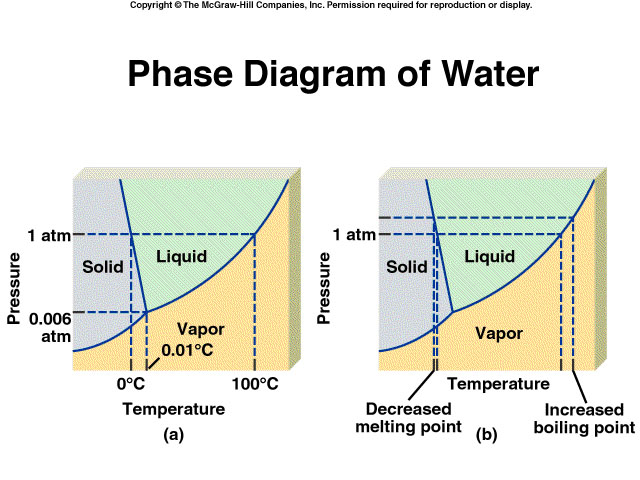 Copyright © The McGraw-Hill Companies, Inc. Permission required for reproduction or display.
Phase Diagram of Water
Pressure
1 atm
0.006
atm
Solid
Liquid
Vapor
0.01°C
0°C
100°C
Temperature
(a)
Pressure
1 atm
Solid
Liquid
Vapor
Temperature
Decreased
melting point
Increased
boiling point
(b)